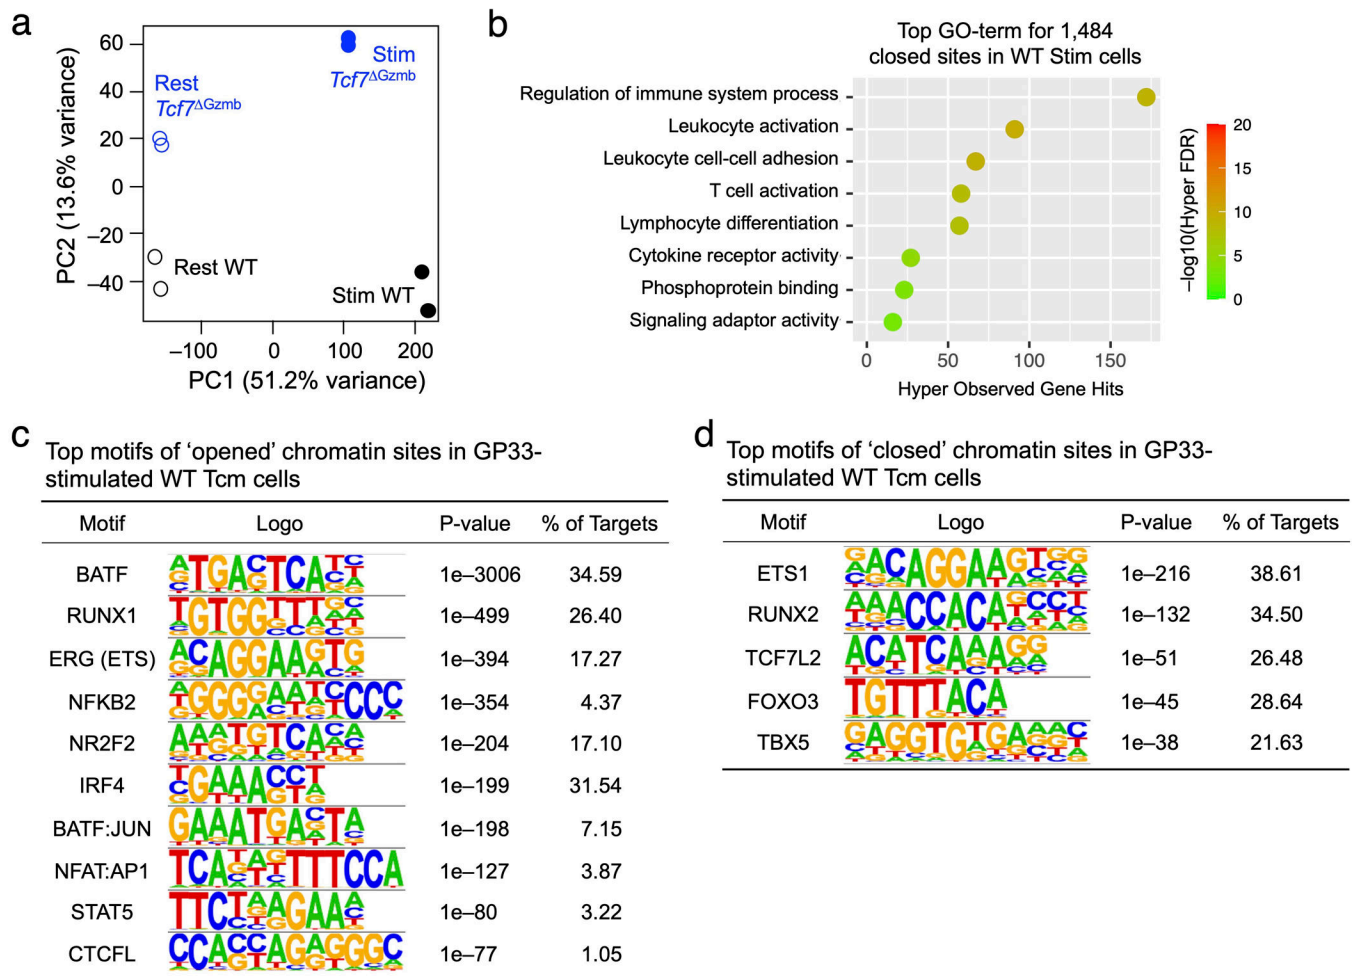 a
PC2 (13.6% variance)
60
40
20
0
–20
–40
Stim
Tcf7ΔGzmb
Rest
Tcf7ΔGzmb
Rest WT
Stim WT
–100
0
100
200
PC1 (51.2% variance)
b
Top GO-term for 1,484
closed sites in WT Stim cells
Regulation of immune system process
Leukocyte activation
Leukocyte cell-cell adhesion
T cell activation
Lymphocyte differentiation
Cytokine receptor activity
Phosphoprotein binding
Signaling adaptor activity
0
50
100
150
Hyper Observed Gene Hits
–log10(Hyper FDR)
20
15
10
5
0
c
Top motifs of ‘opened’ chromatin sites in GP33-
stimulated WT Tcm cells
Motif Logo P-value % of Targets
BATF 1e–3006 34.59
RUNX1 1e–499 26.40
ERG (ETS) 1e–394 17.27
NFKB2 1e–354 4.37
NR2F2 1e–204 17.10
IRF4 1e–199 31.54
BATF:JUN 1e–198 7.15
NFAT:AP1 1e–127 3.87
STAT5 1e–80 3.22
CTCFL 1e–77 1.05
d
Top motifs of ‘closed’ chromatin sites in GP33-
stimulated WT Tcm cells
Motif Logo P-value % of Targets
ETS1 1e–216 38.61
RUNX2 1e–132 34.50
TCF7L2 1e–51 26.48
FOXO3 1e–45 28.64
TBX5 1e–38 21.63